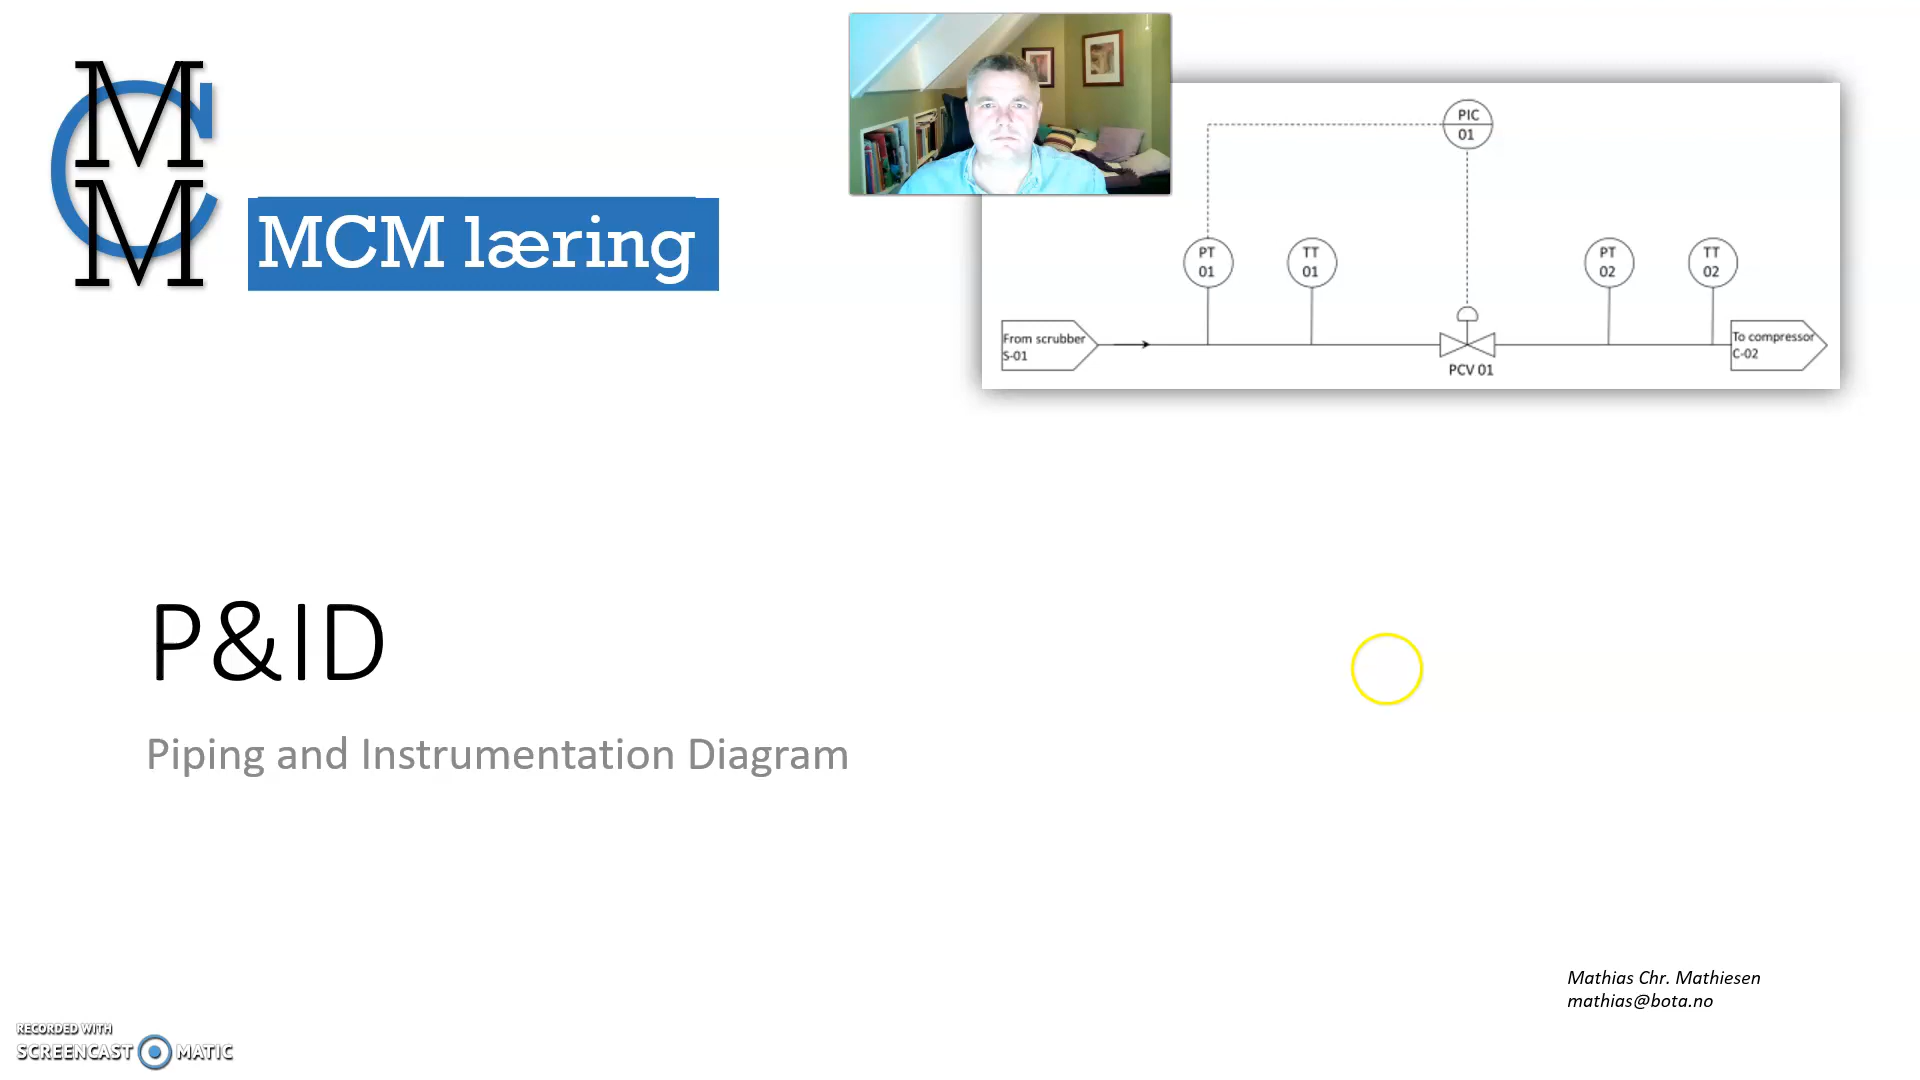 M
C
M
MCM læring
PIC
01
PT
01
TT
01
PT
02
TT
02
From scrubber
S-01
To compressor
C-02
PCV 01
P&ID
Piping and Instrumentation Diagram
Mathias Chr. Mathiesen
mathias@bota.no
RECORDED WITH
SCREENCAST MATIC